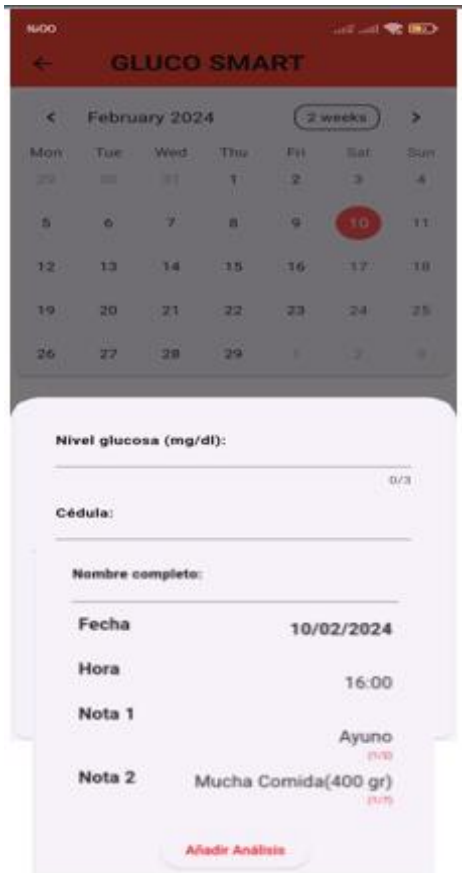 GLUCO SMART
February 2024 2 weeks
Mon Tue Wed Thu Fri Sat Sun
29 30 31 1 2 3 4
5 6 7 8 9 10 11
12 13 14 15 16 17 18
19 20 21 22 23 24 25
26 27 28 29 1 2 3
Nivel glucosa (mg/dl):
0/3
Cédula:
Nombre completo:
Fecha 10/02/2024
Hora 16:00
Nota 1
Ayuno
Nota 2 Mucha Comida(400 gr)
(1/7)
Añadir Análisis